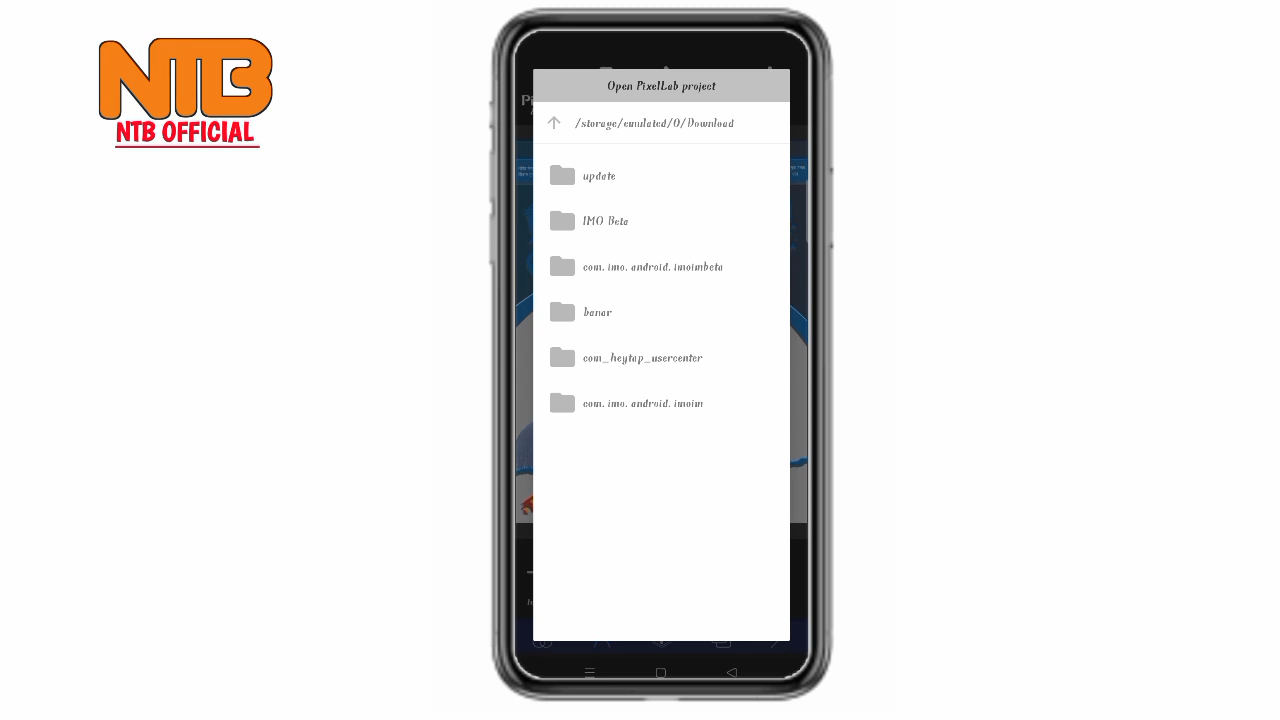 NTB
NTB OFFICIAL
Open PixelLab project
/storage/emulated/0/Download
update
IMO Beta
com. imo. android. imoimbeta
banar
com_heytap_usercenter
com. imo. android. imoim